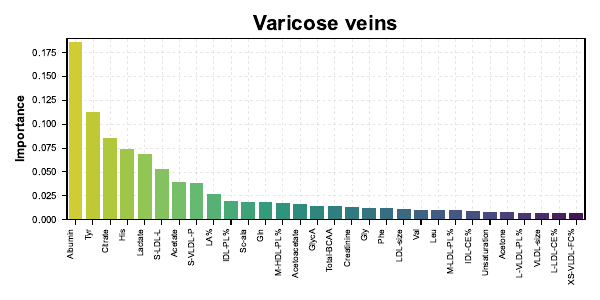 Varicose veins
Importance
0.175
0.150
0.125
0.100
0.075
0.050
0.025
0.000
Albumin
Tyr
Citrate
His
Lactate
S-LDL-L
Acetate
S-VLDL-P
LA%
IDL-PL%
Sc-ala
Gln
M-HDL-PL%
Acetoacetate
GlycA
Total-BCAA
Creatinine
Gly
Phe
LDL-size
Val
Leu
M-LDL-PL%
IDL-CE%
Unsaturation
Acetone
L-VLDL-PL%
VLDL-size
L-LDL-CE%
XS-VLDL-FC%